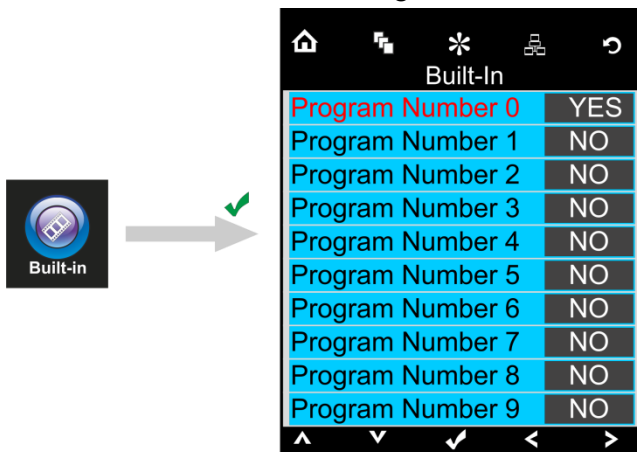 Built-In
Program Number 0 YES
Program Number 1 NO
Program Number 2 NO
Program Number 3 NO
Program Number 4 NO
Program Number 5 NO
Program Number 6 NO
Program Number 7 NO
Program Number 8 NO
Program Number 9 NO
Built-in